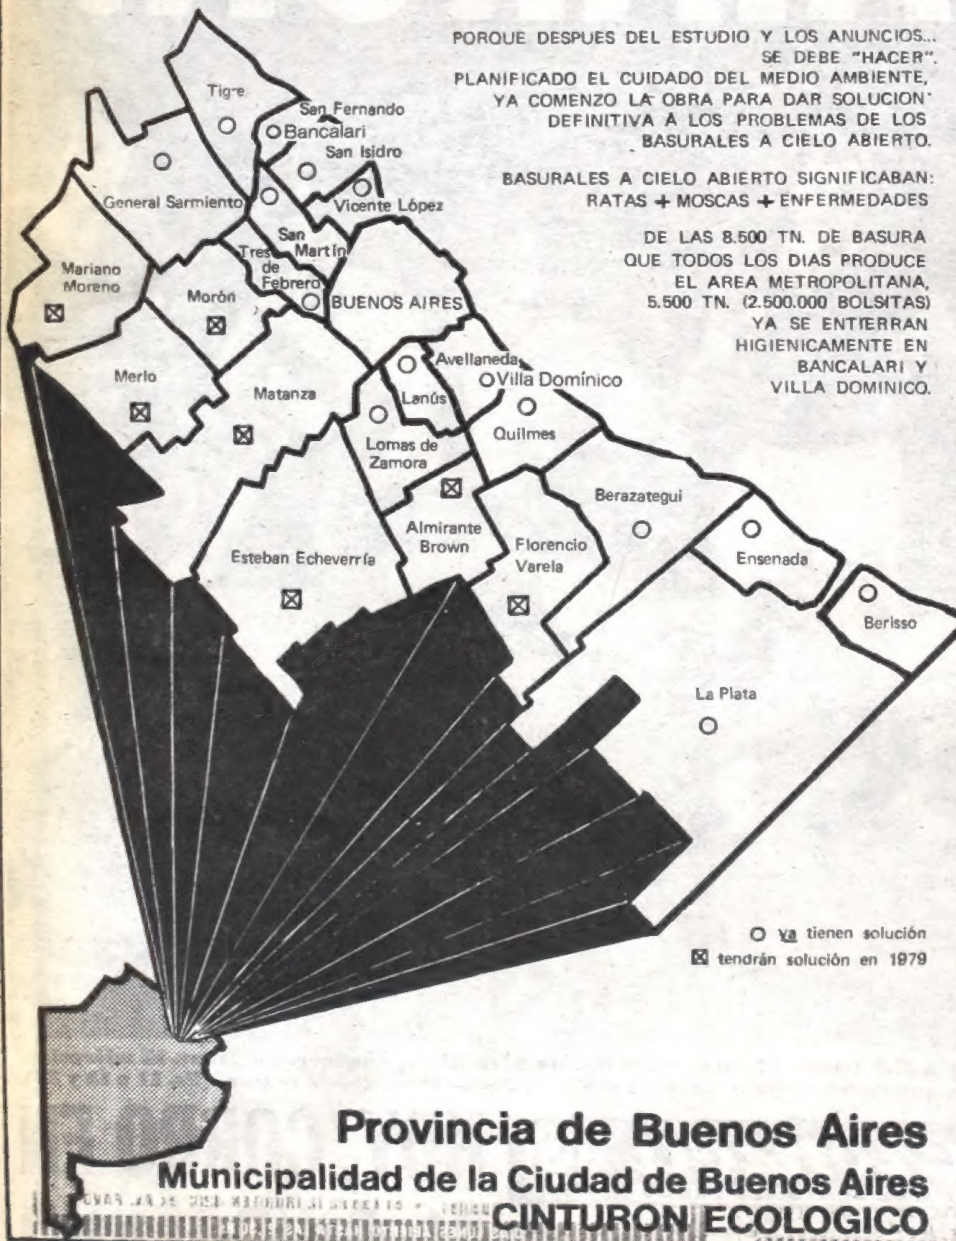 PORQUE DESPUES DEL ESTUDIO Y LOS ANUNCIOS...
SE DEBE "HACER".
PLANIFICADO EL CUIDADO DEL MEDIO AMBIENTE,
YA COMENZO LA OBRA PARA DAR SOLUCION
DEFINITIVA A LOS PROBLEMAS DE LOS
BASURALES A CIELO ABIERTO.
BASURALES A CIELO ABIERTO SIGNIFICABAN:
RATAS + MOSCAS + ENFERMEDADES
DE LAS 8.500 TN. DE BASURA
QUE TODOS LOS DIAS PRODUCE
EL AREA METROPOLITANA,
5.500 TN. (2.500.000 BOLSITAS)
YA SE ENTIERRAN
HIGIENICAMENTE EN
BANCALARI Y
VILLA DOMINICO.
Tigre
San Fernando
Bancalari
San Isidro
General Sarmiento
Vicente López
San
Martín
Tres
de
Febrero
Mariano
Moreno
Morón
BUENOS AIRES
Merlo
Matanza
Avellaneda
Lanús
Villa Domínico
Lomas de
Zamora
Quilmes
Berazategui
Almirante
Brown
Esteban Echeverría
Florencio
Varela
Ensenada
Berisso
La Plata
ya tienen solución
tendrán solución en 1979
Provincia de Buenos Aires
Municipalidad de la Ciudad de Buenos Aires
CINTURON ECOLOGICO